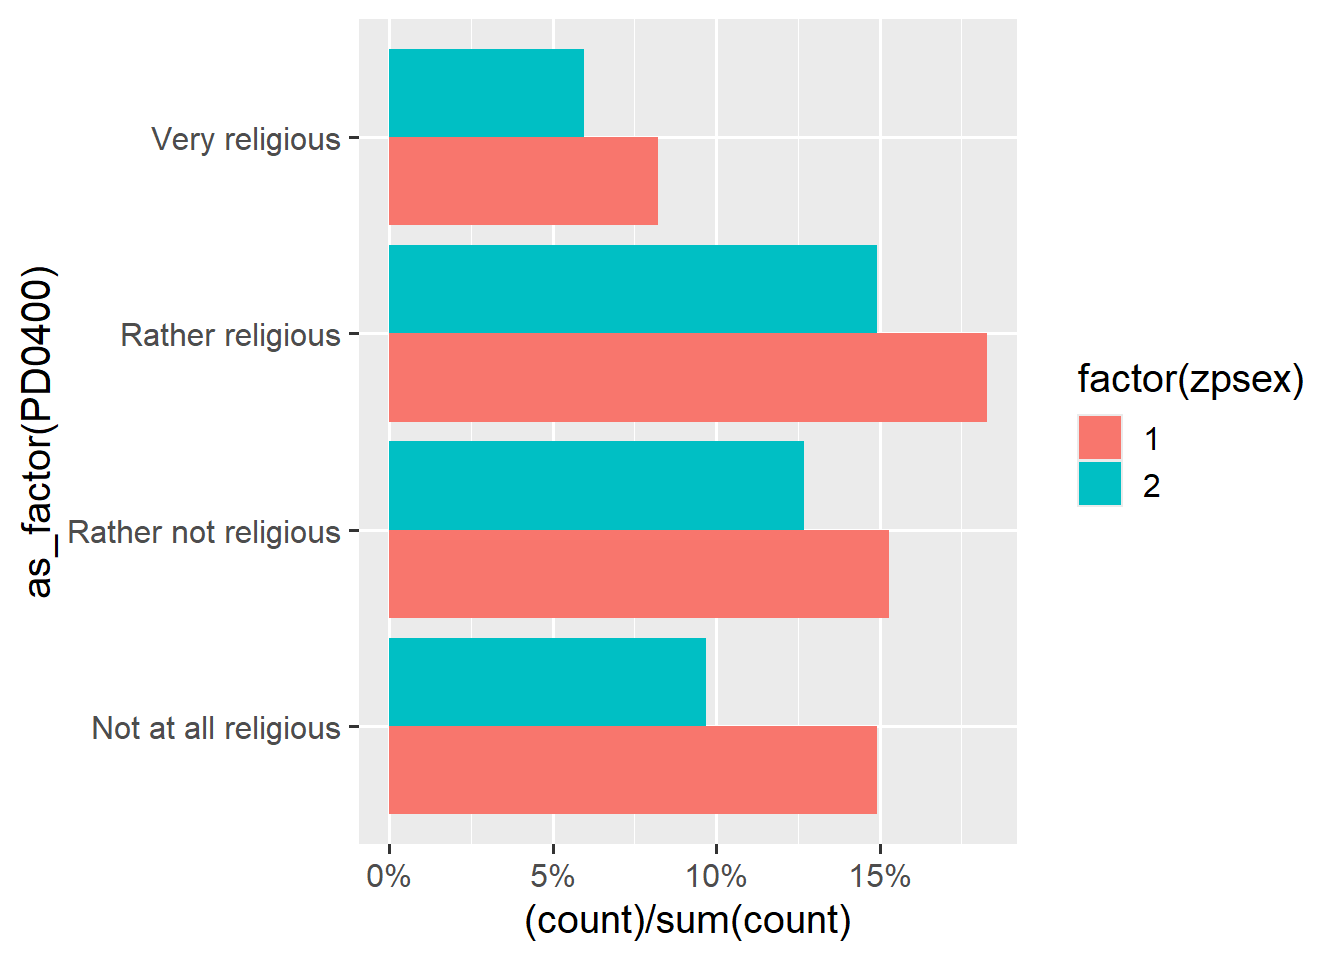 Very religious
Rather religious
Rather not religious
Not at all religious
as_factor(PD0400)
0% 5% 10% 15%
(count)/sum(count)
factor(zpsex)
1
2